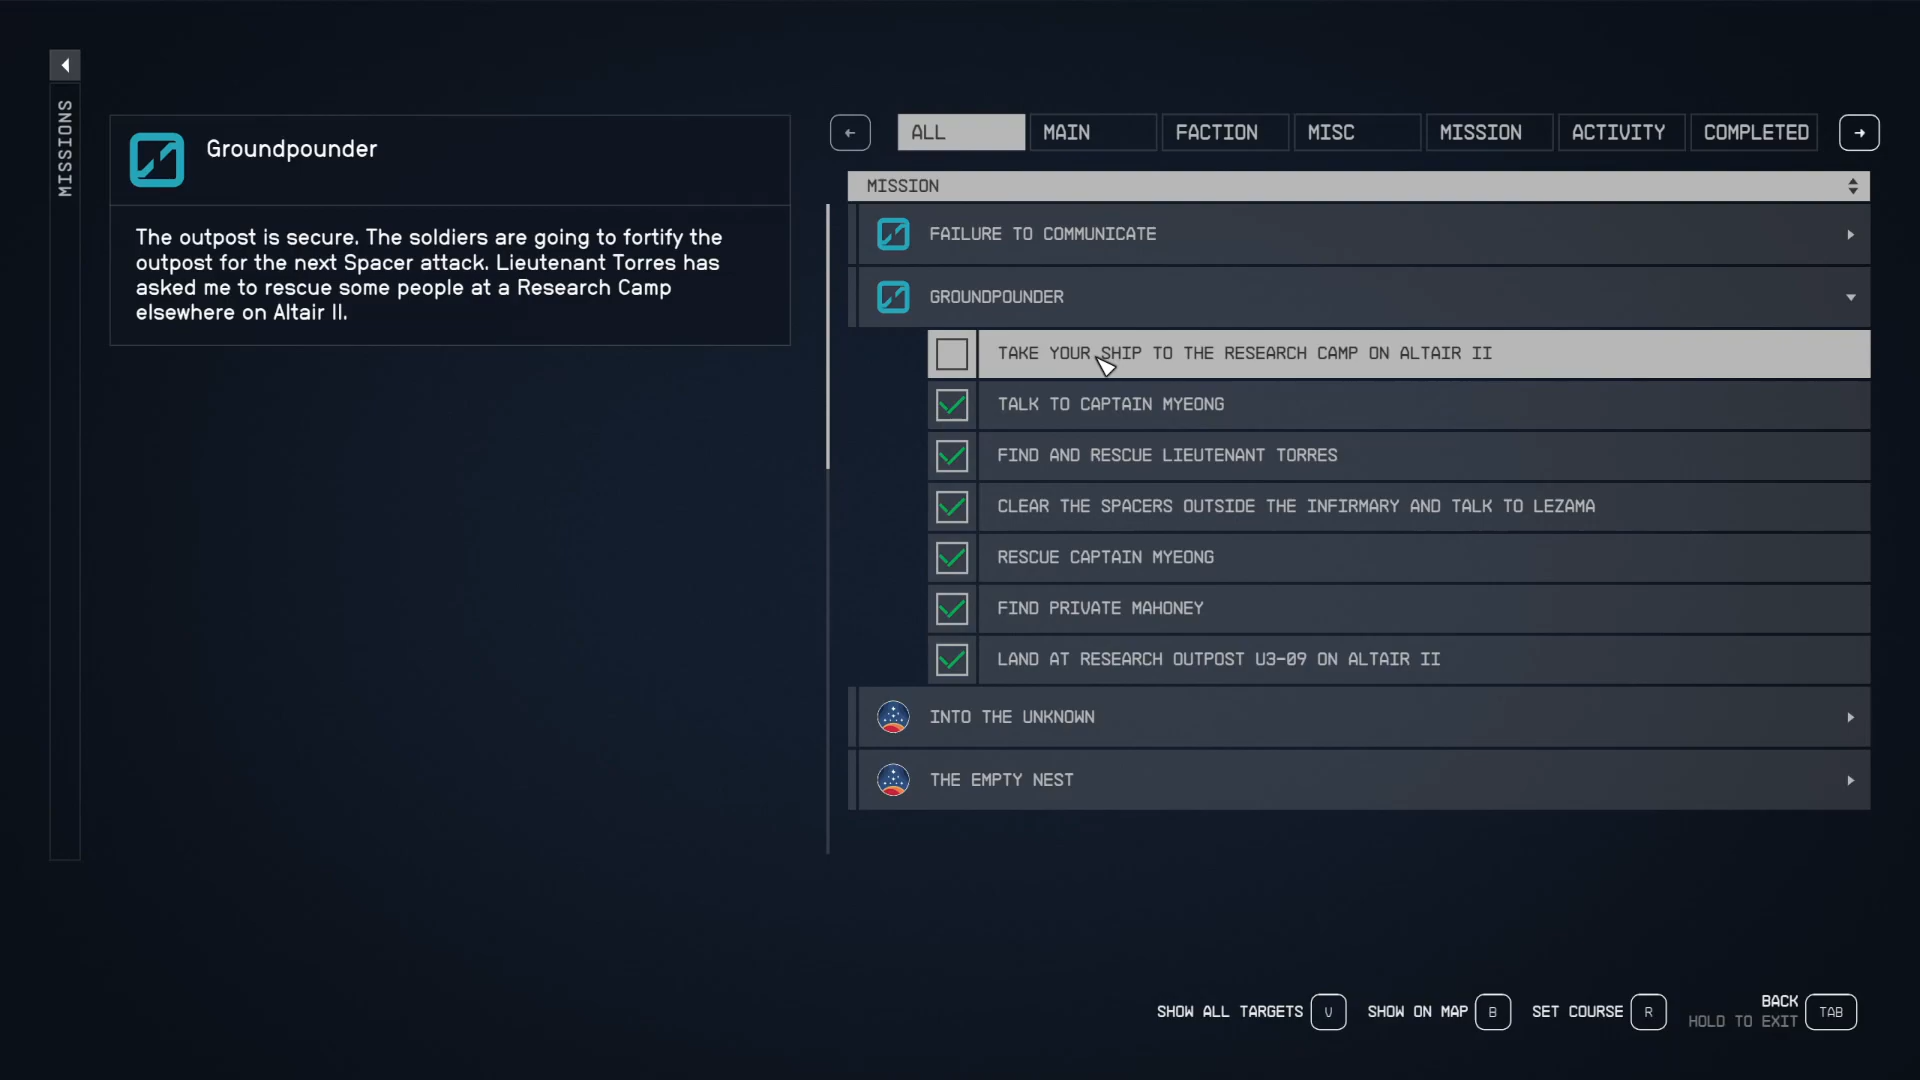 MISSIONS
Groundpounder
The outpost is secure. The soldiers are going to fortify the
outpost for the next Spacer attack. Lieutenant Torres has
asked me to rescue some people at a Research Camp
elsewhere on Altair II.
ALL MAIN FACTION MISC MISSION ACTIVITY COMPLETED
MISSION
FAILURE TO COMMUNICATE
GROUNDPOUNDER
TAKE YOUR SHIP TO THE RESEARCH CAMP ON ALTAIR II
TALK TO CAPTAIN MYEONG
FIND AND RESCUE LIEUTENANT TORRES
CLEAR THE SPACERS OUTSIDE THE INFIRMARY AND TALK TO LEZAMA
RESCUE CAPTAIN MYEONG
FIND PRIVATE MAHONEY
LAND AT RESEARCH OUTPOST U3-09 ON ALTAIR II
INTO THE UNKNOWN
THE EMPTY NEST
SHOW ALL TARGETS V SHOW ON MAP B SET COURSE R BACK TAB
HOLD TO EXIT